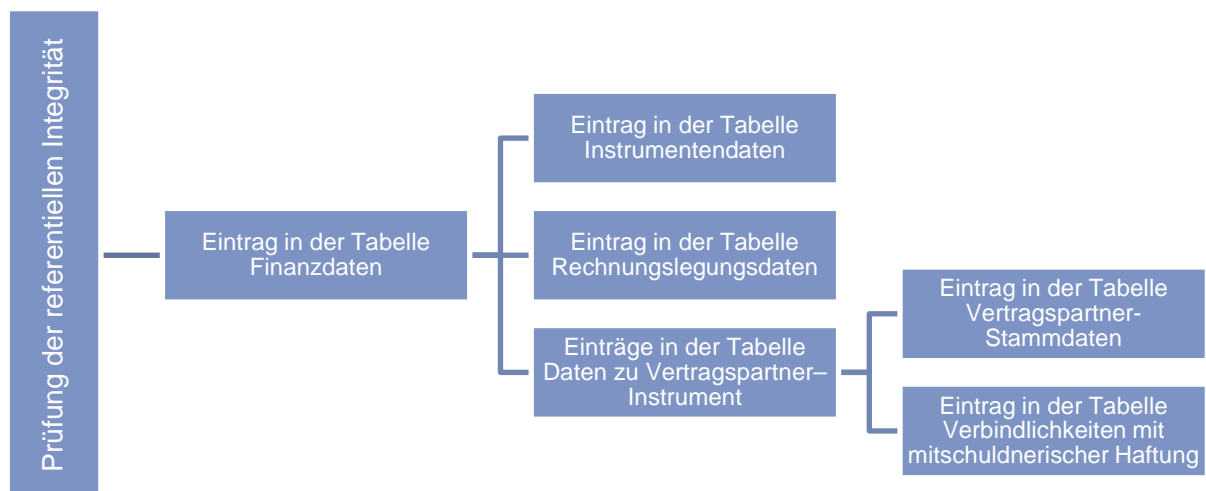 Prüfung der referentiellen Integrität
Eintrag in der Tabelle
Finanzdaten
Eintrag in der Tabelle
Instrumentendaten
Eintrag in der Tabelle
Rechnungslegungsdaten
Einträge in der Tabelle
Daten zu Vertragspartner–
Instrument
Eintrag in der Tabelle
Vertragspartner-
Stammdaten
Eintrag in der Tabelle
Verbindlichkeiten mit
mitschuldnerischer Haftung